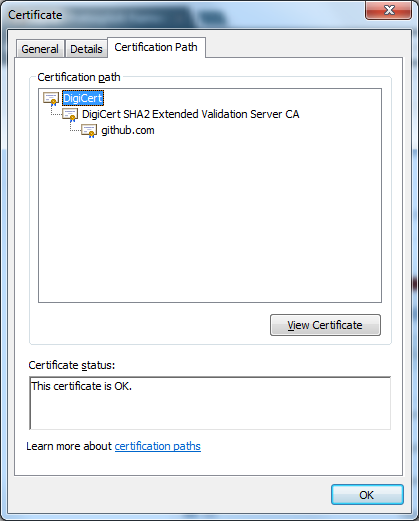 Certificate
General Details Certification Path
Certification path
DigiCert
DigiCert SHA2 Extended Validation Server CA
github.com
View Certificate
Certificate status:
This certificate is OK.
Learn more about certification paths
OK